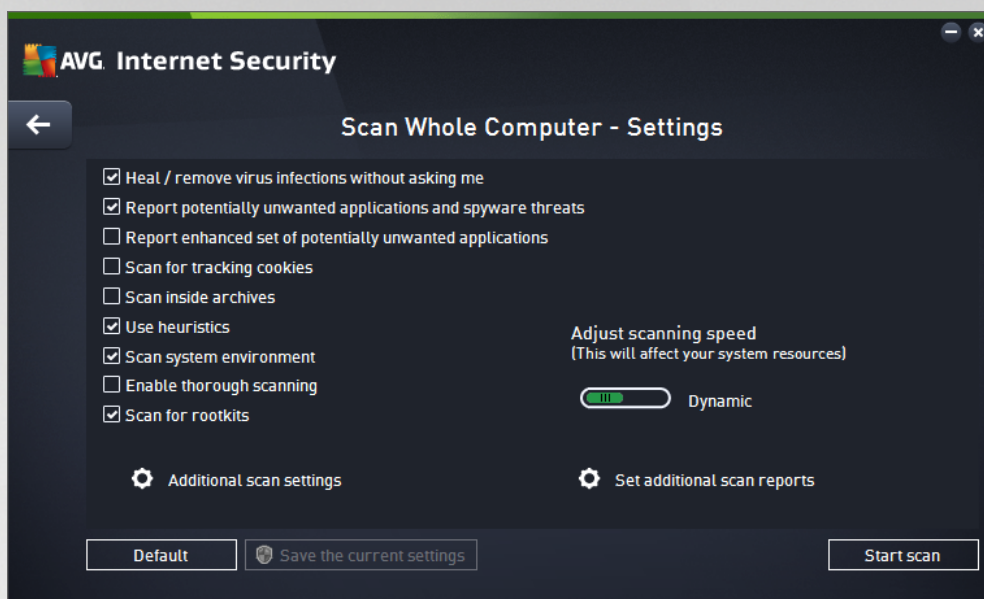 AVG. Internet Security
Scan Whole Computer - Settings
Heal / remove virus infections without asking me
Report potentially unwanted applications and spyware threats
Report enhanced set of potentially unwanted applications
Scan for tracking cookies
Scan inside archives
Use heuristics
Scan system environment
Enable thorough scanning
Scan for rootkits
Adjust scanning speed
(This will affect your system resources)
Dynamic
Additional scan settings
Set additional scan reports
Default
Save the current settings
Start scan